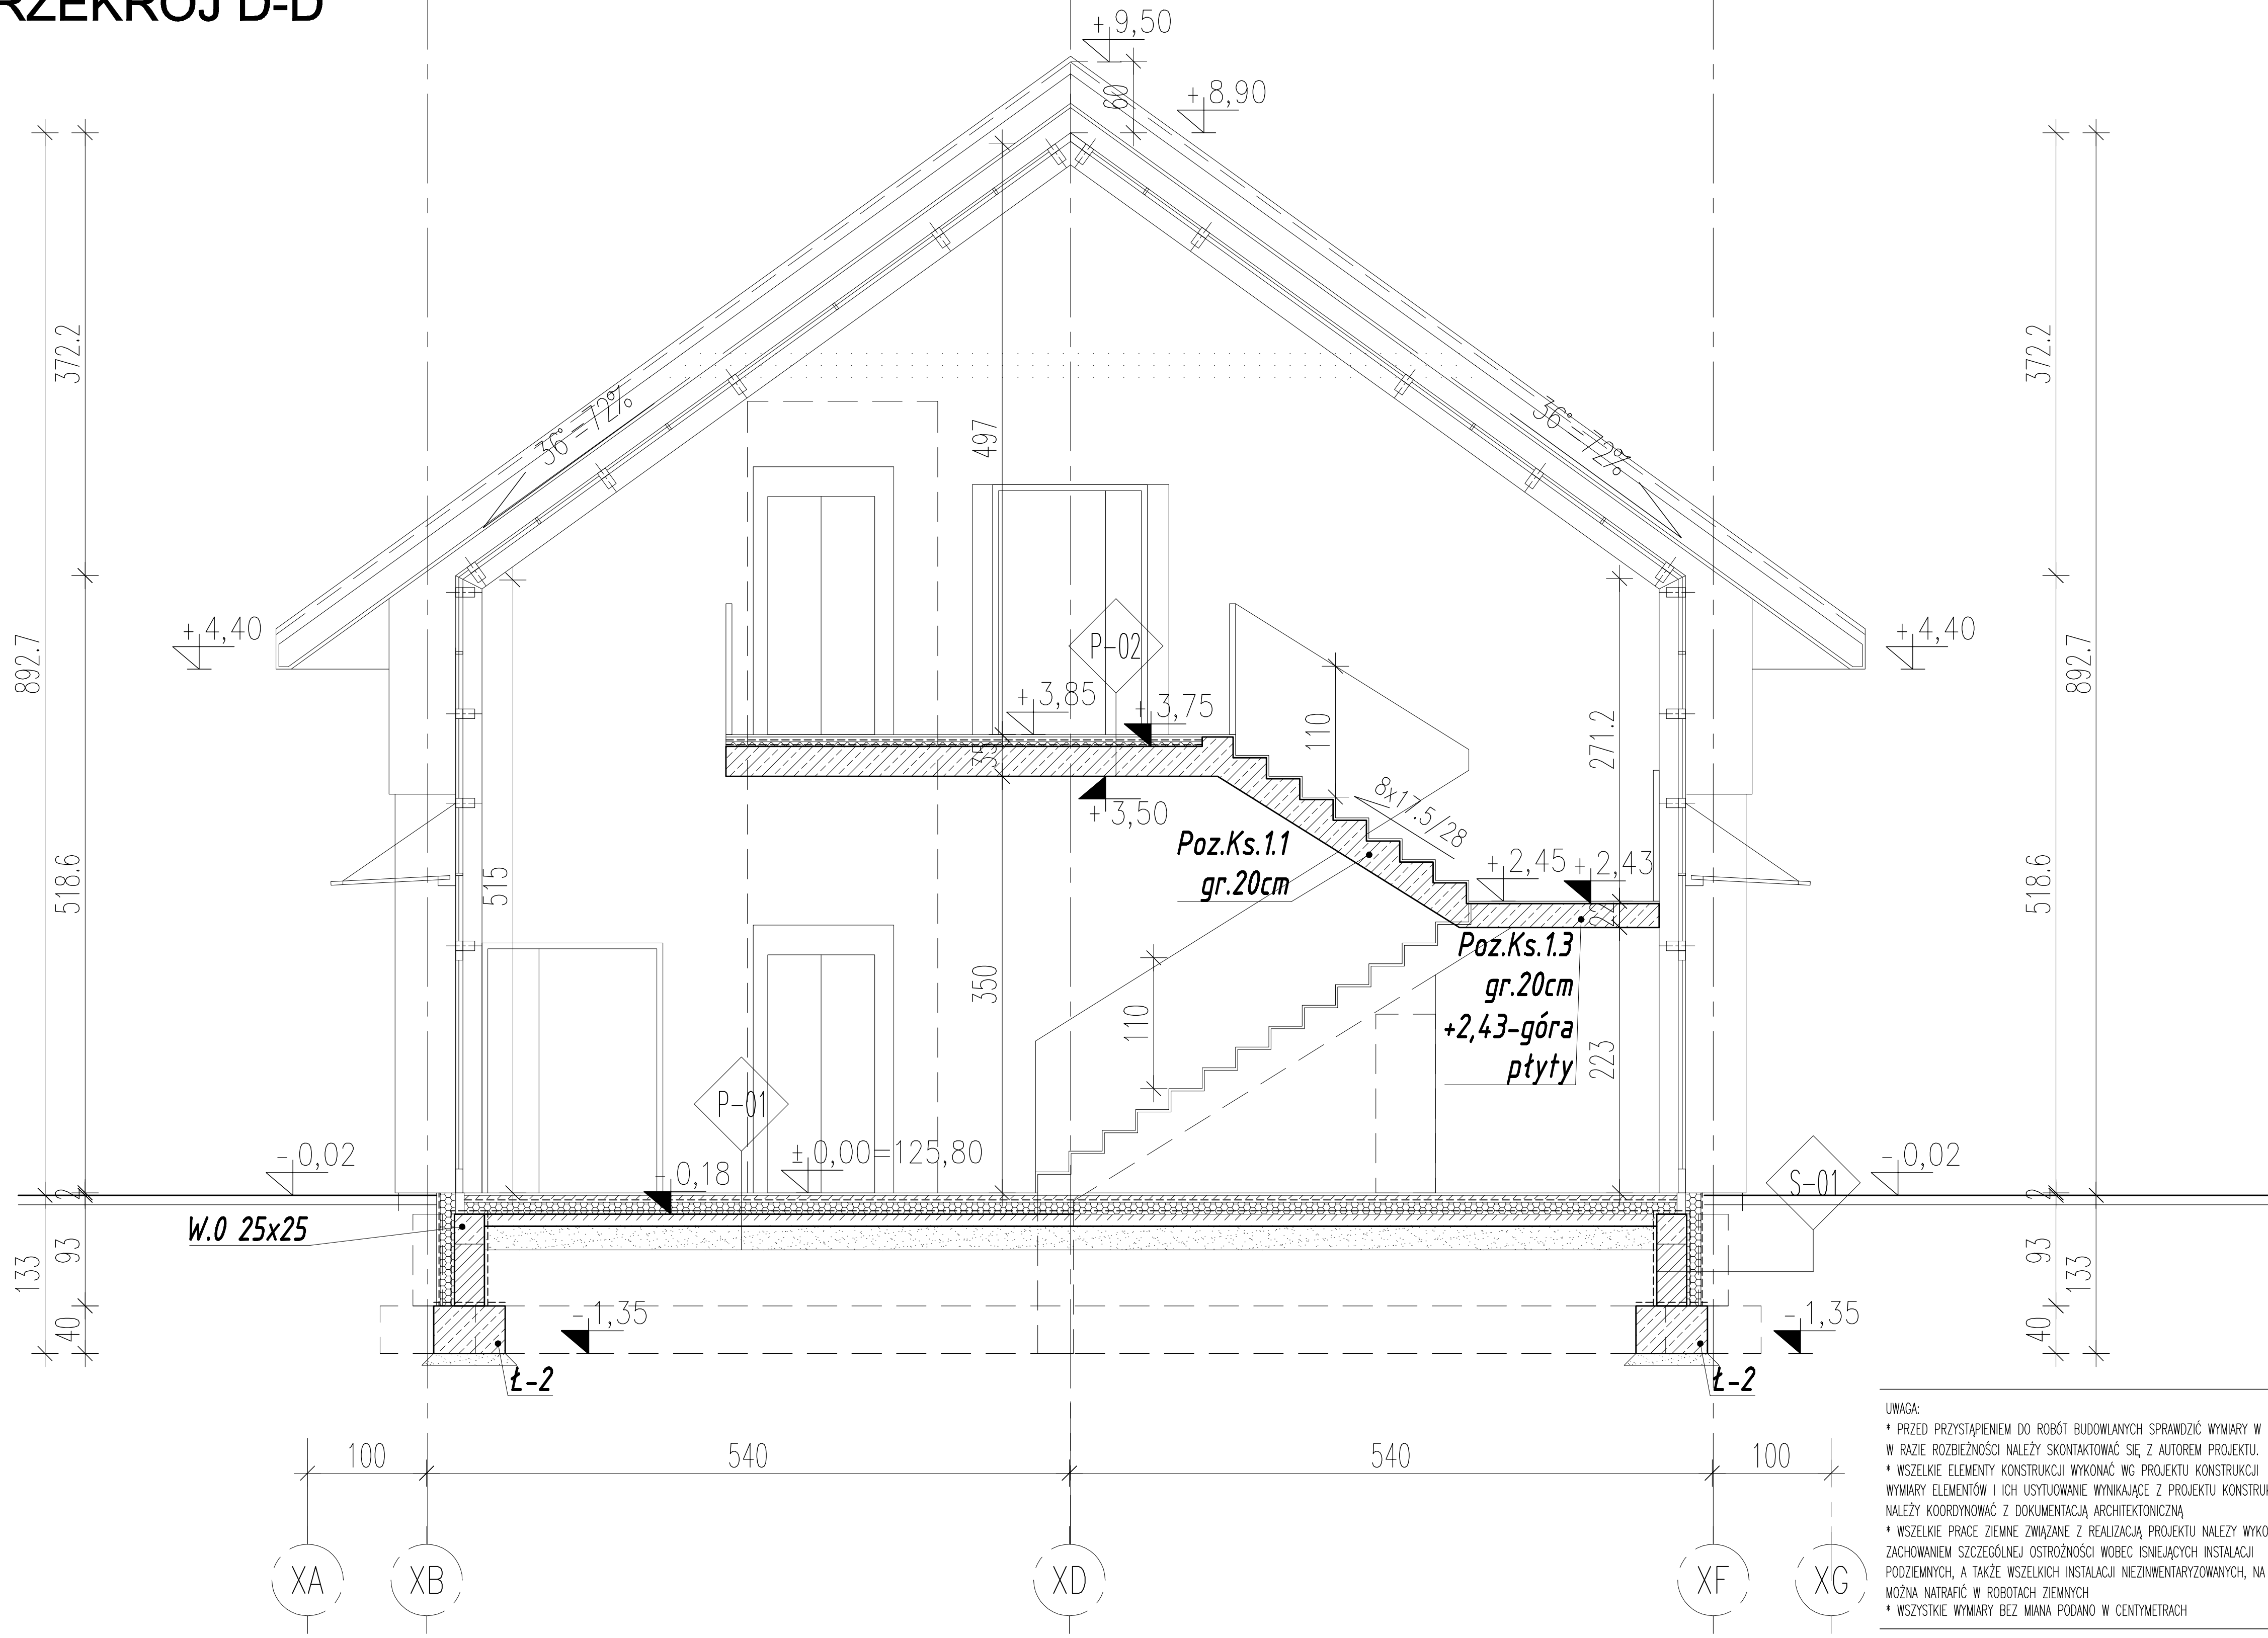 RZEKRÓJ D-D
+9,50
60
+8,90
372.2
892.7
518.6
36°=72%
36°=72%
372.2
892.7
518.6
497
+4,40
+4,40
P-02
+3,85
+3,75
35
+3,50
110
8x17.5/28
271.2
Poz.Ks.1.1
gr.20cm
+2,45
+2,43
515
350
110
Poz.Ks.1.3
gr.20cm
+2,43-góra
płyty
223
P-01
-0,02
±0,00=125,80
-0,18
S-01
-0,02
W.0 25x25
2
93
133
40
-1,35
Ł-2
-1,35
Ł-2
2
93
133
40
100
540
540
100
XA
XB
XD
XF
XG
UWAGA:
* PRZED PRZYSTĄPIENIEM DO ROBÓT BUDOWLANYCH SPRAWDZIĆ WYMIARY W
W RAZIE ROZBIEŻNOŚCI NALEŻY SKONTAKTOWAĆ SIĘ Z AUTOREM PROJEKTU.
* WSZELKIE ELEMENTY KONSTRUKCJI WYKONAĆ WG PROJEKTU KONSTRUKCJI
WYMIARY ELEMENTÓW I ICH USYTUOWANIE WYNIKAJĄCE Z PROJEKTU KONSTRUK
NALEŻY KOORDYNOWAĆ Z DOKUMENTACJĄ ARCHITEKTONICZNĄ
* WSZELKIE PRACE ZIEMNE ZWIĄZANE Z REALIZACJĄ PROJEKTU NALEZY WYKO
ZACHOWANIEM SZCZEGÓLNEJ OSTROŻNOŚCI WOBEC ISNIEJĄCYCH INSTALACJI
PODZIEMNYCH, A TAKŻE WSZELKICH INSTALACJI NIEZINWENTARYZOWANYCH, NA
MOŻNA NATRAFIĆ W ROBOTACH ZIEMNYCH
* WSZYSTKIE WYMIARY BEZ MIANA PODANO W CENTYMETRACH